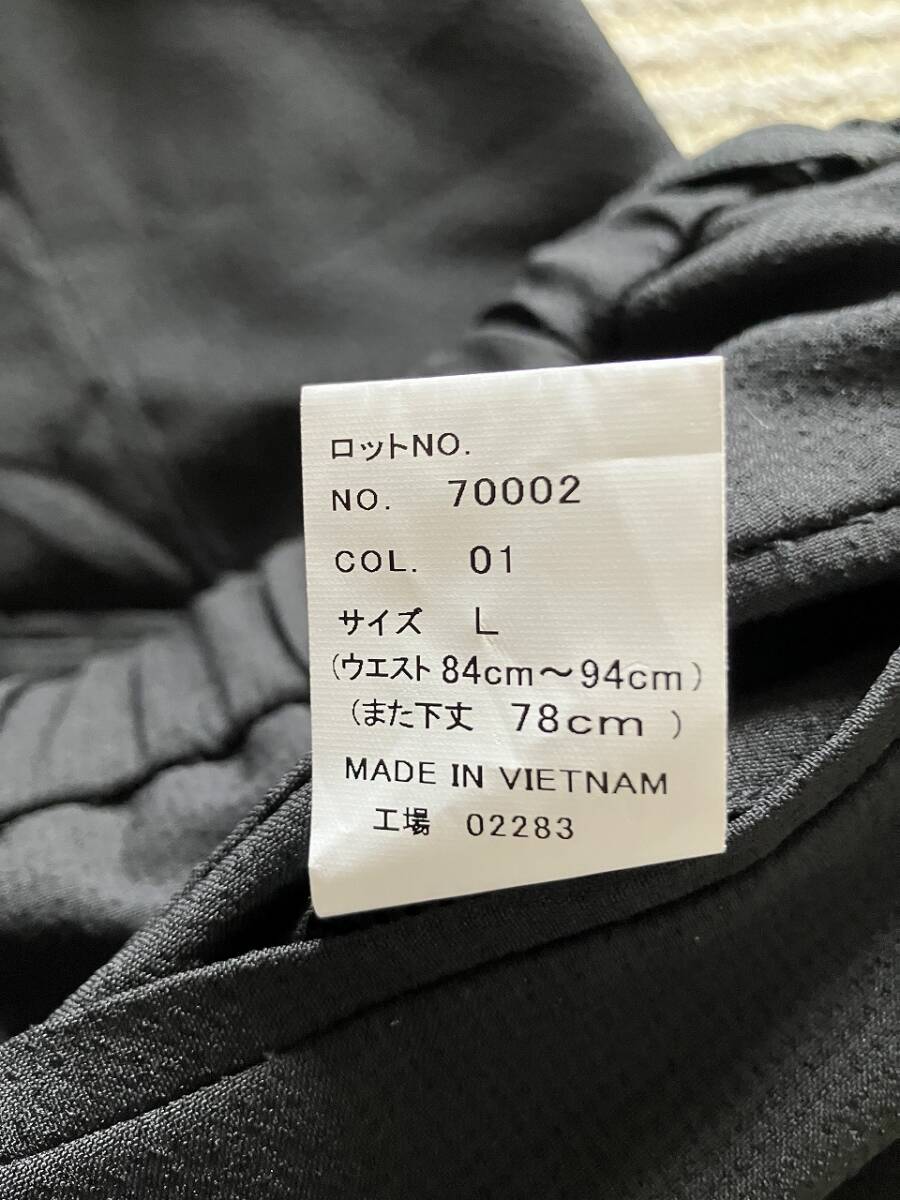 ロットNO.
NO. 70002
COL. 01
サイズ L
(ウエスト 84cm～94cm)
(また下丈 78cm )
MADE IN VIETNAM
工場 02283